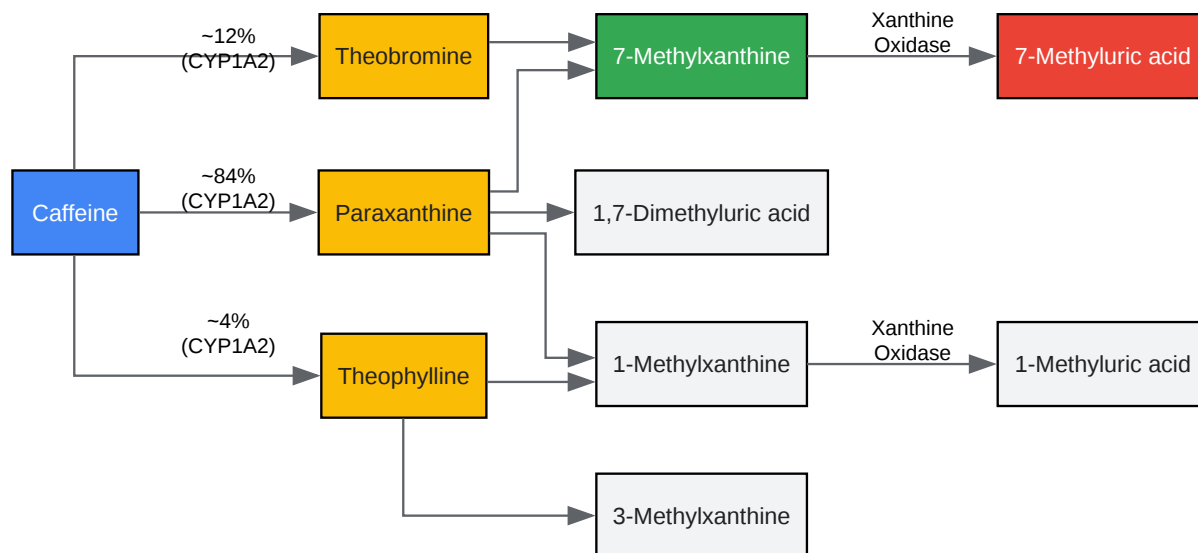 ~12%
(CYP1A2)
Theobromine
7-Methylxanthine
Xanthine
Oxidase
7-Methyluric acid
Caffeine
~84%
(CYP1A2)
Paraxanthine
1,7-Dimethyluric acid
~4%
(CYP1A2)
Theophylline
1-Methylxanthine
Xanthine
Oxidase
1-Methyluric acid
3-Methylxanthine